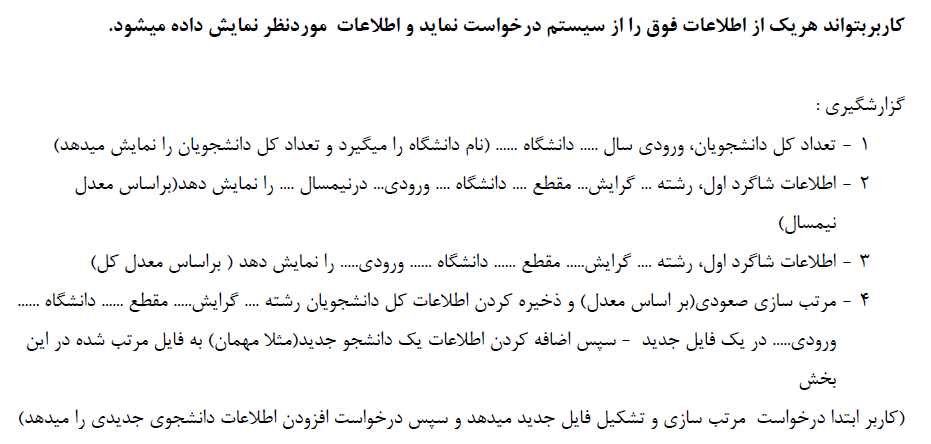 کاربربتواند هریک از اطلاعات فوق را از سیستم درخواست نماید و اطلاعات موردنظر نمایش داده میشود.
گزارشگیری :
۱ - تعداد کل دانشجویان، ورودی سال ..... دانشگاه ...... (نام دانشگاه را میگیرد و تعداد کل دانشجویان را نمایش میدهد)
۲ - اطلاعات شاگرد اول، رشته ... گرایش... مقطع .... دانشگاه .... ورودی... درنیمسال .... را نمایش دهد(براساس معدل
نیمسال)
۳ - اطلاعات شاگرد اول، رشته .... گرایش..... مقطع ...... دانشگاه ...... ورودی..... را نمایش دهد ( براساس معدل کل)
۴ - مرتب سازی صعودی(بر اساس معدل) و ذخیره کردن اطلاعات کل دانشجویان رشته .... گرایش..... مقطع ...... دانشگاه ......
ورودی..... در یک فایل جدید - سپس اضافه کردن اطلاعات یک دانشجو جدید(مثلا مهمان) به فایل مرتب شده در این
بخش
(کاربر ابتدا درخواست مرتب سازی و تشکیل فایل جدید میدهد و سپس درخواست افزودن اطلاعات دانشجوی جدیدی را میدهد)